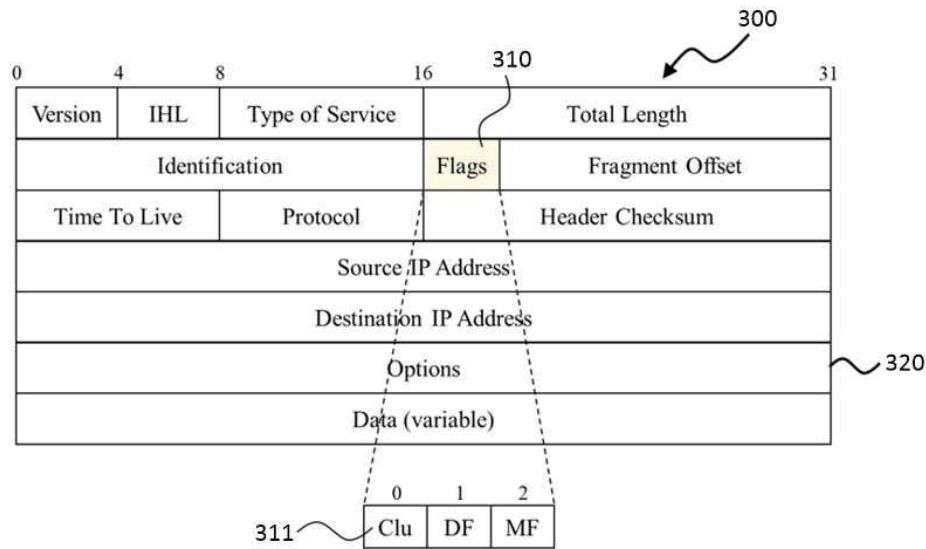 300
310
0 4 8 16 31
Version IHL Type of Service Total Length
Identification Flags Fragment Offset
Time To Live Protocol Header Checksum
Source IP Address
Destination IP Address
Options 320
Data (variable)
0 1 2
311 Clu DF MF